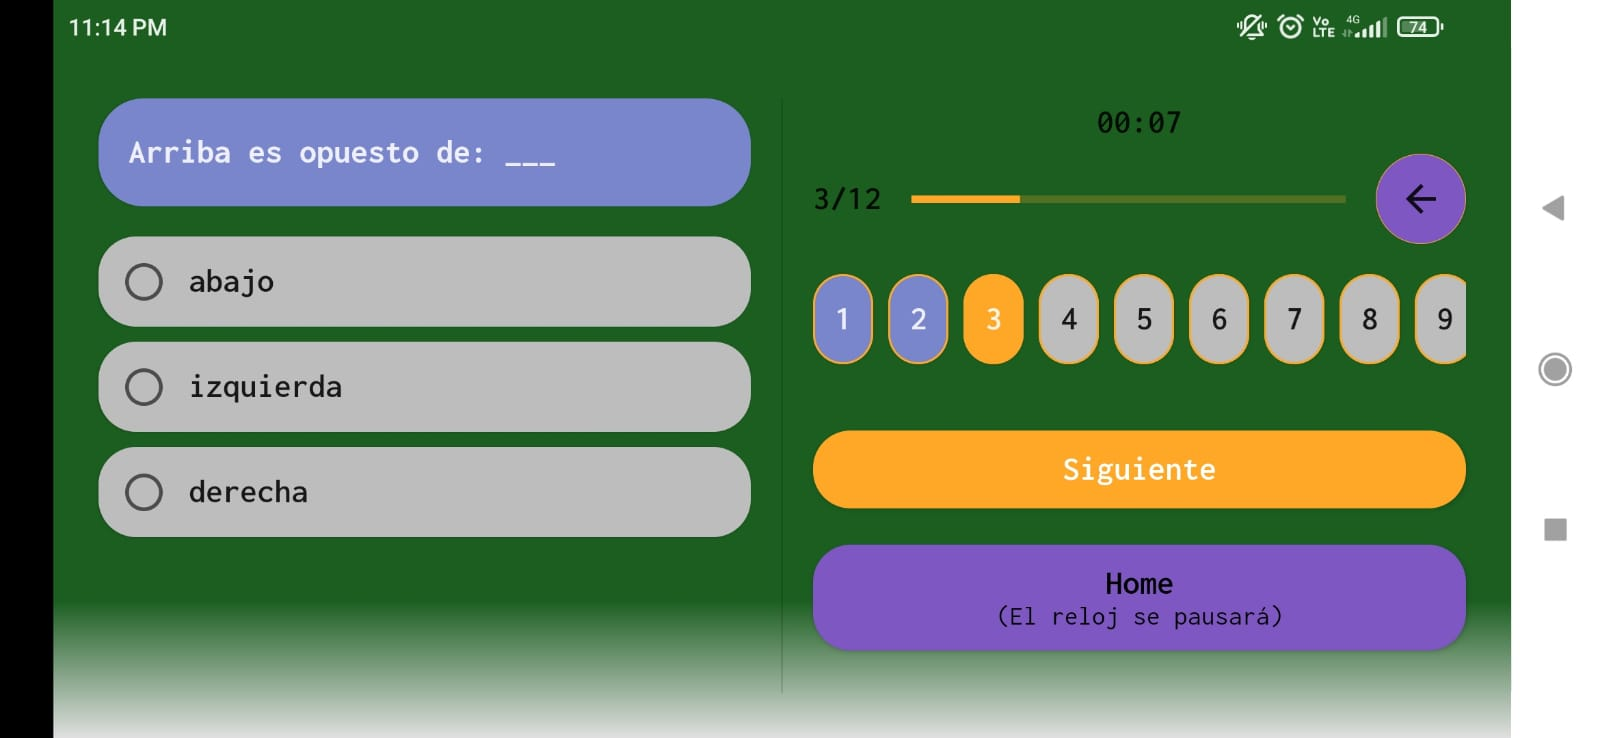 11:14 PM
Vo LTE 4G 74
Arriba es opuesto de: ___
abajo
izquierda
derecha
00:07
3/12
1 2 3 4 5 6 7 8 9
Siguiente
Home
(El reloj se pausará)